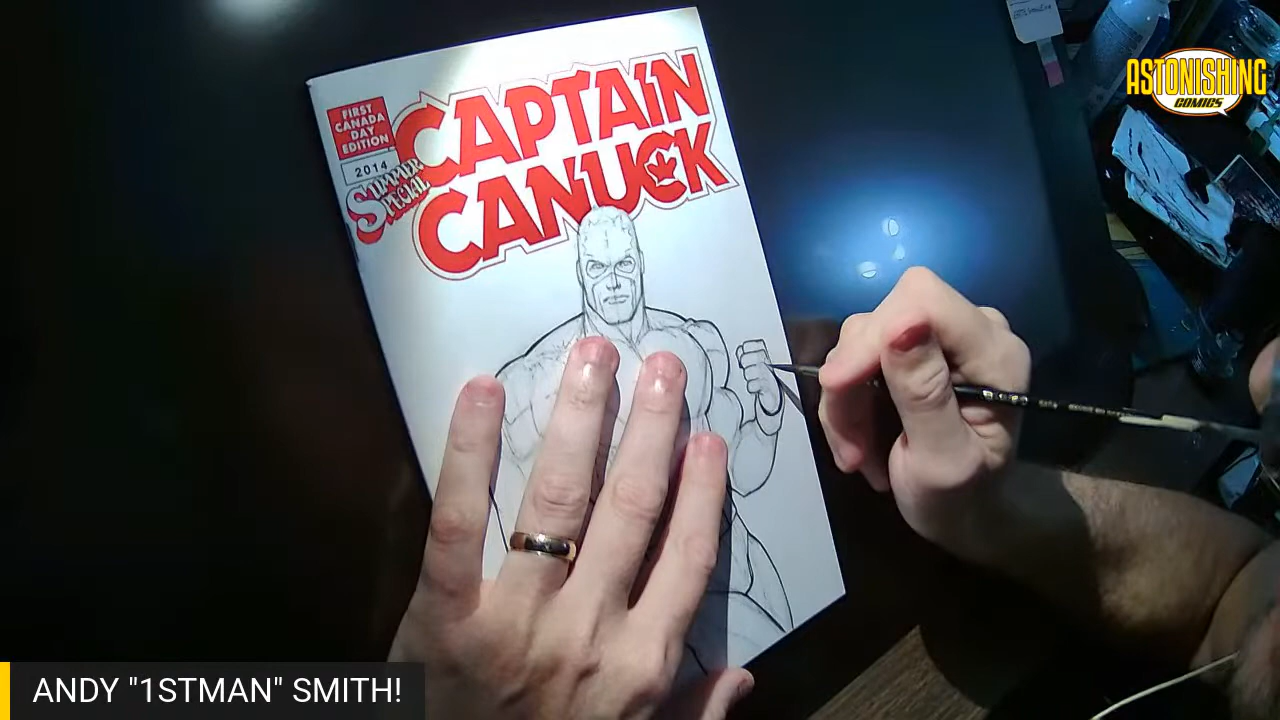 FIRST
CANADA
DAY
EDITION
2014
SUMMER
SPECIAL
CAPTAIN
CANUCK
ASTONISHING
COMICS
ANDY "1STMAN" SMITH!